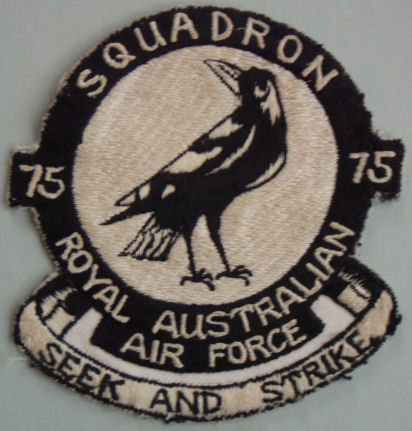 SQUADRON
75 75
ROYAL AUSTRALIAN
AIR FORCE
SEEK AND STRIKE